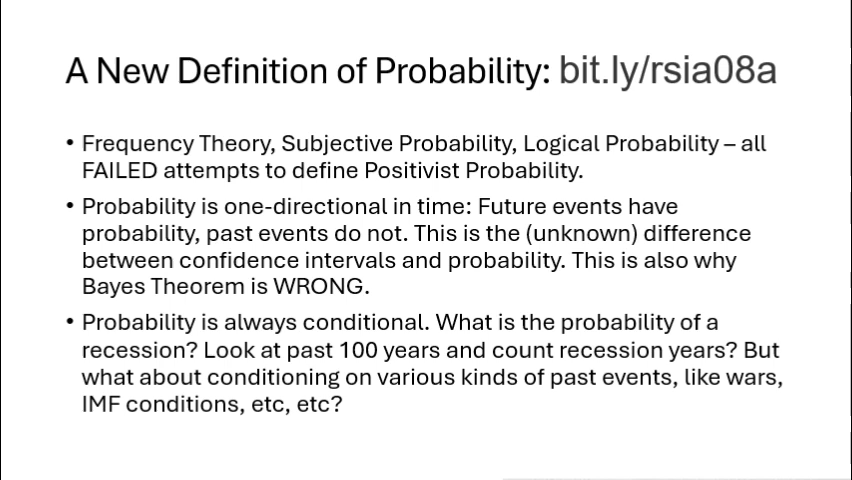 A New Definition of Probability: bit.ly/rsia08a
• Frequency Theory, Subjective Probability, Logical Probability – all
FAILED attempts to define Positivist Probability.
• Probability is one-directional in time: Future events have
probability, past events do not. This is the (unknown) difference
between confidence intervals and probability. This is also why
Bayes Theorem is WRONG.
• Probability is always conditional. What is the probability of a
recession? Look at past 100 years and count recession years? But
what about conditioning on various kinds of past events, like wars,
IMF conditions, etc, etc?